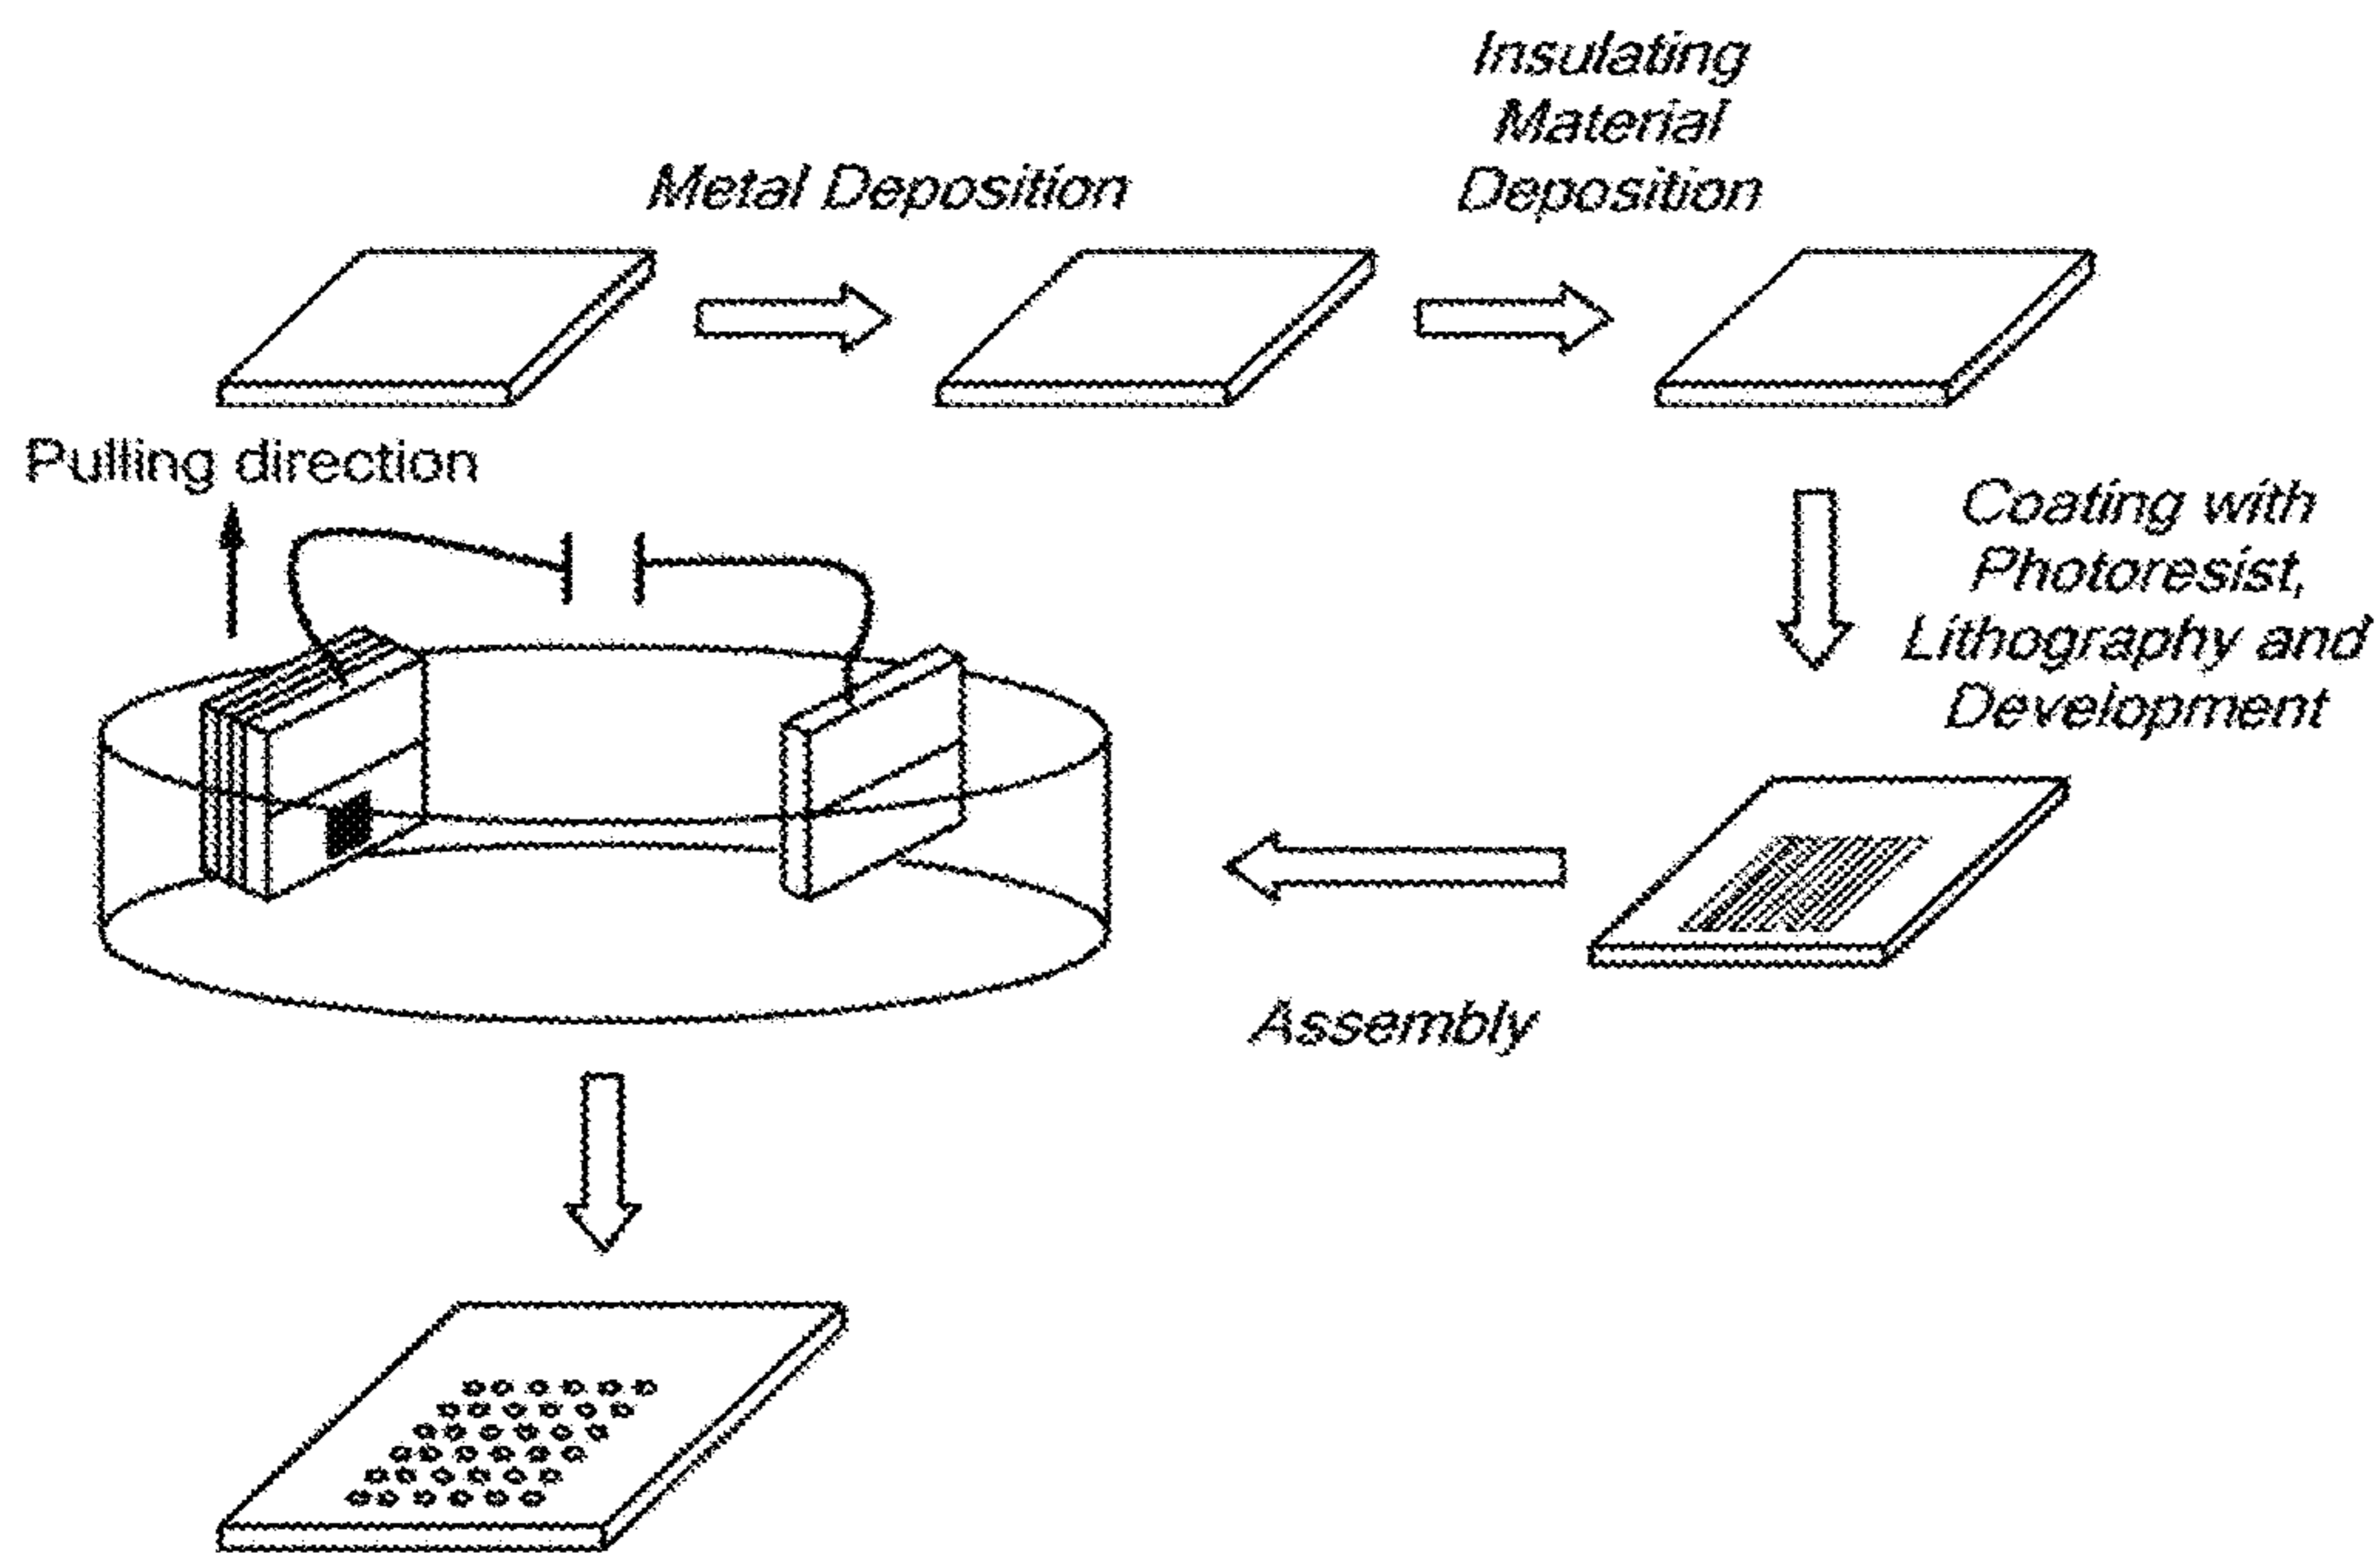 Metal Deposition
Insulating
Material
Deposition
Pulling direction
Coating with
Photoresist,
Lithography and
Development
Assembly